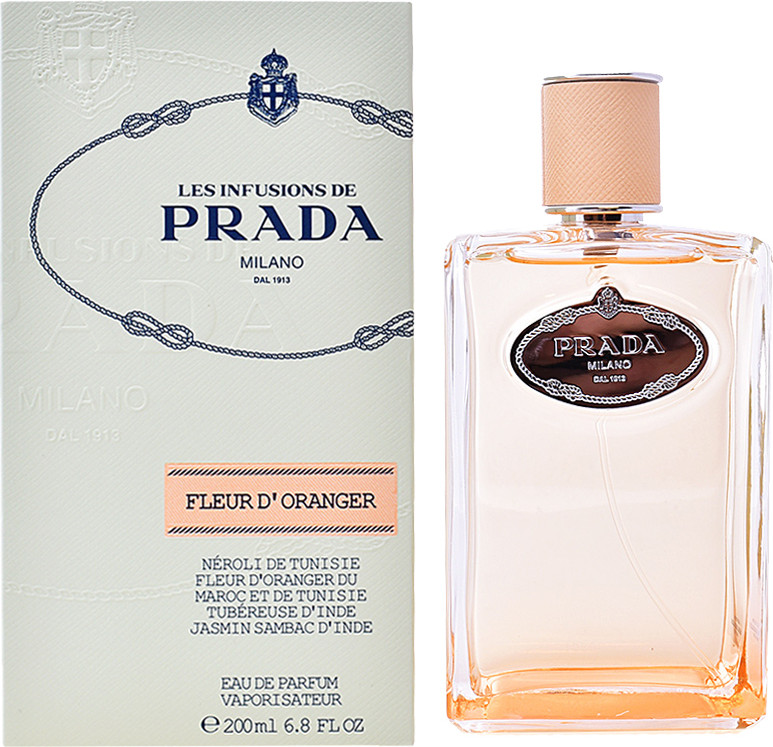 LES INFUSIONS DE
PRADA
MILANO
DAL 1913
INFUSIONS DE
PRADA
MILANO
DAL 1913
FLEUR D'ORANGER
NÉROLI DE TUNISIE
FLEUR D'ORANGER DU
MAROC ET DE TUNISIE
TUBÉREUSE D'INDE
JASMIN SAMBAC D'INDE
EAU DE PARFUM
VAPORISATEUR
℮200ml 6.8 FL OZ
PRADA
MILANO
DAL 1913